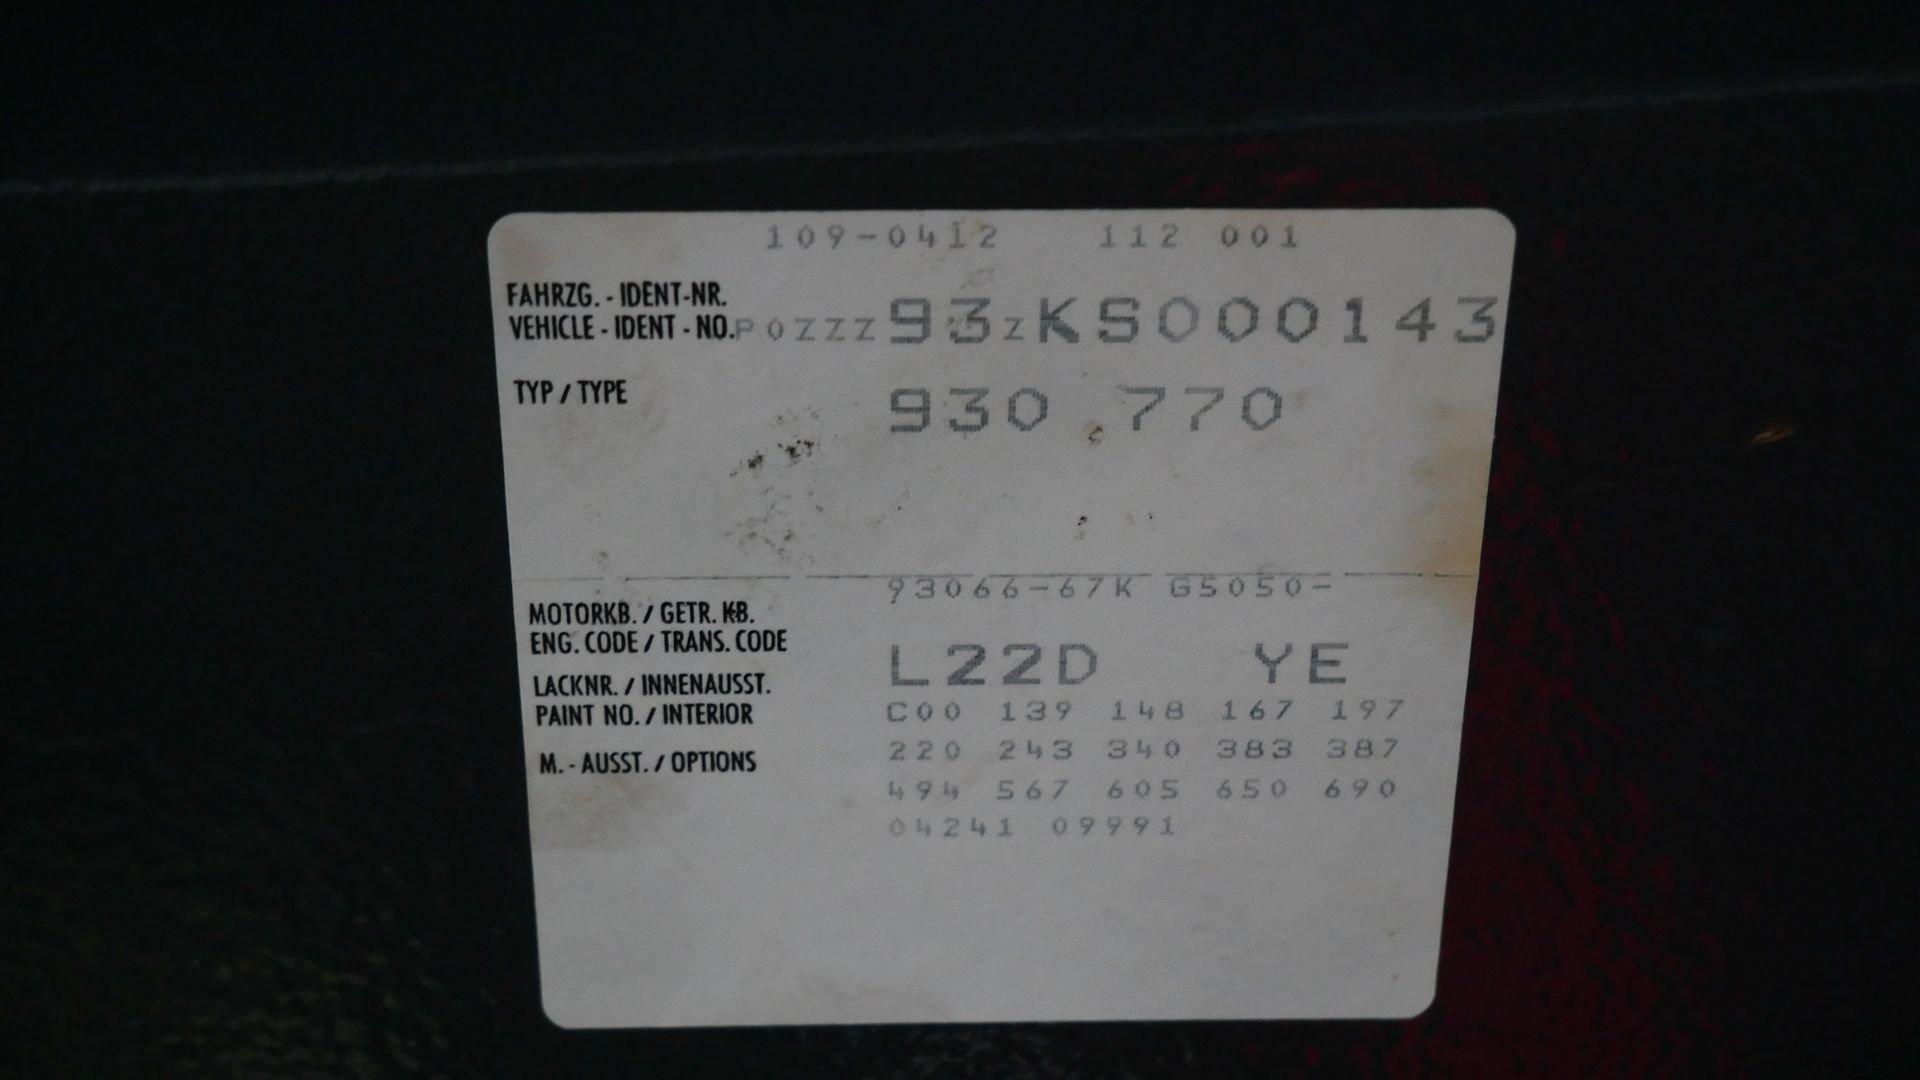 109-0412 112 001
FAHRZG. - IDENT-NR.
VEHICLE - IDENT - NO. P0ZZZ93ZKS000143
TYP / TYPE 930 770
93066-67K G5050-
MOTORKB. / GETR. KB.
ENG. CODE / TRANS. CODE
L22D YE
LACKNR. / INNENAUSST.
PAINT NO. / INTERIOR
C00 139 148 167 197
M. - AUSST. / OPTIONS
220 243 340 383 387
494 567 605 650 690
04241 09991